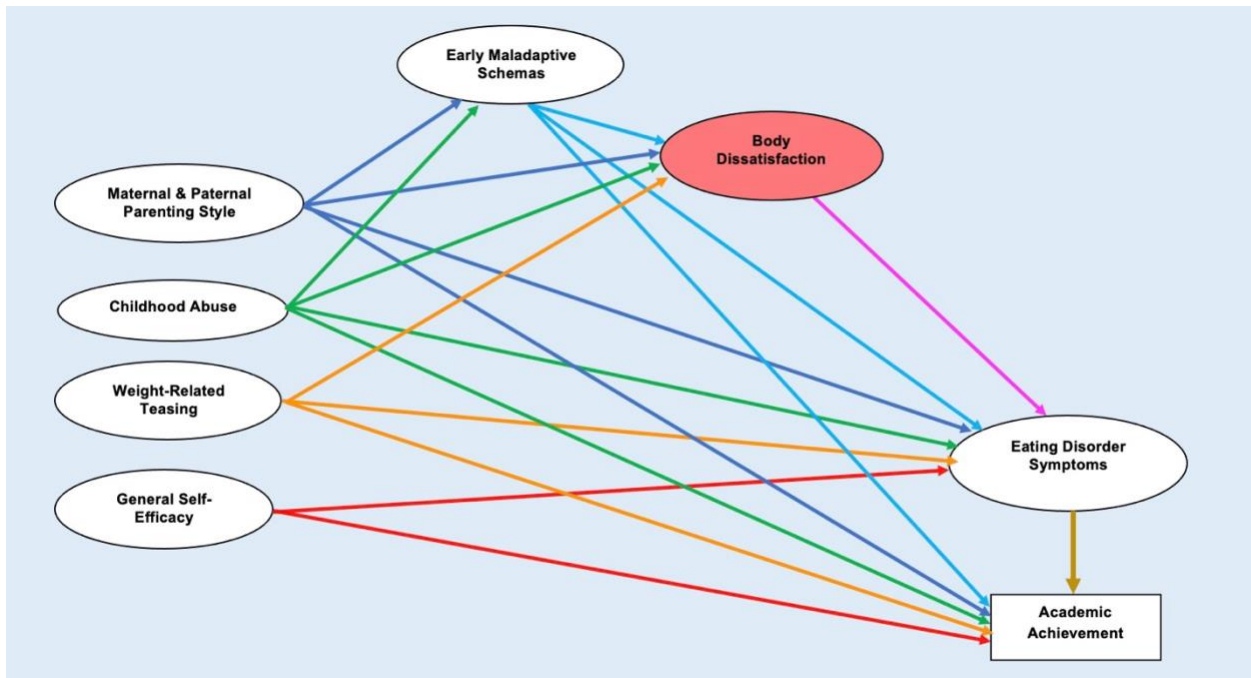 Early Maladaptive
Schemas
Body
Dissatisfaction
Maternal & Paternal
Parenting Style
Childhood Abuse
Weight-Related
Teasing
General Self-
Efficacy
Eating Disorder
Symptoms
Academic
Achievement